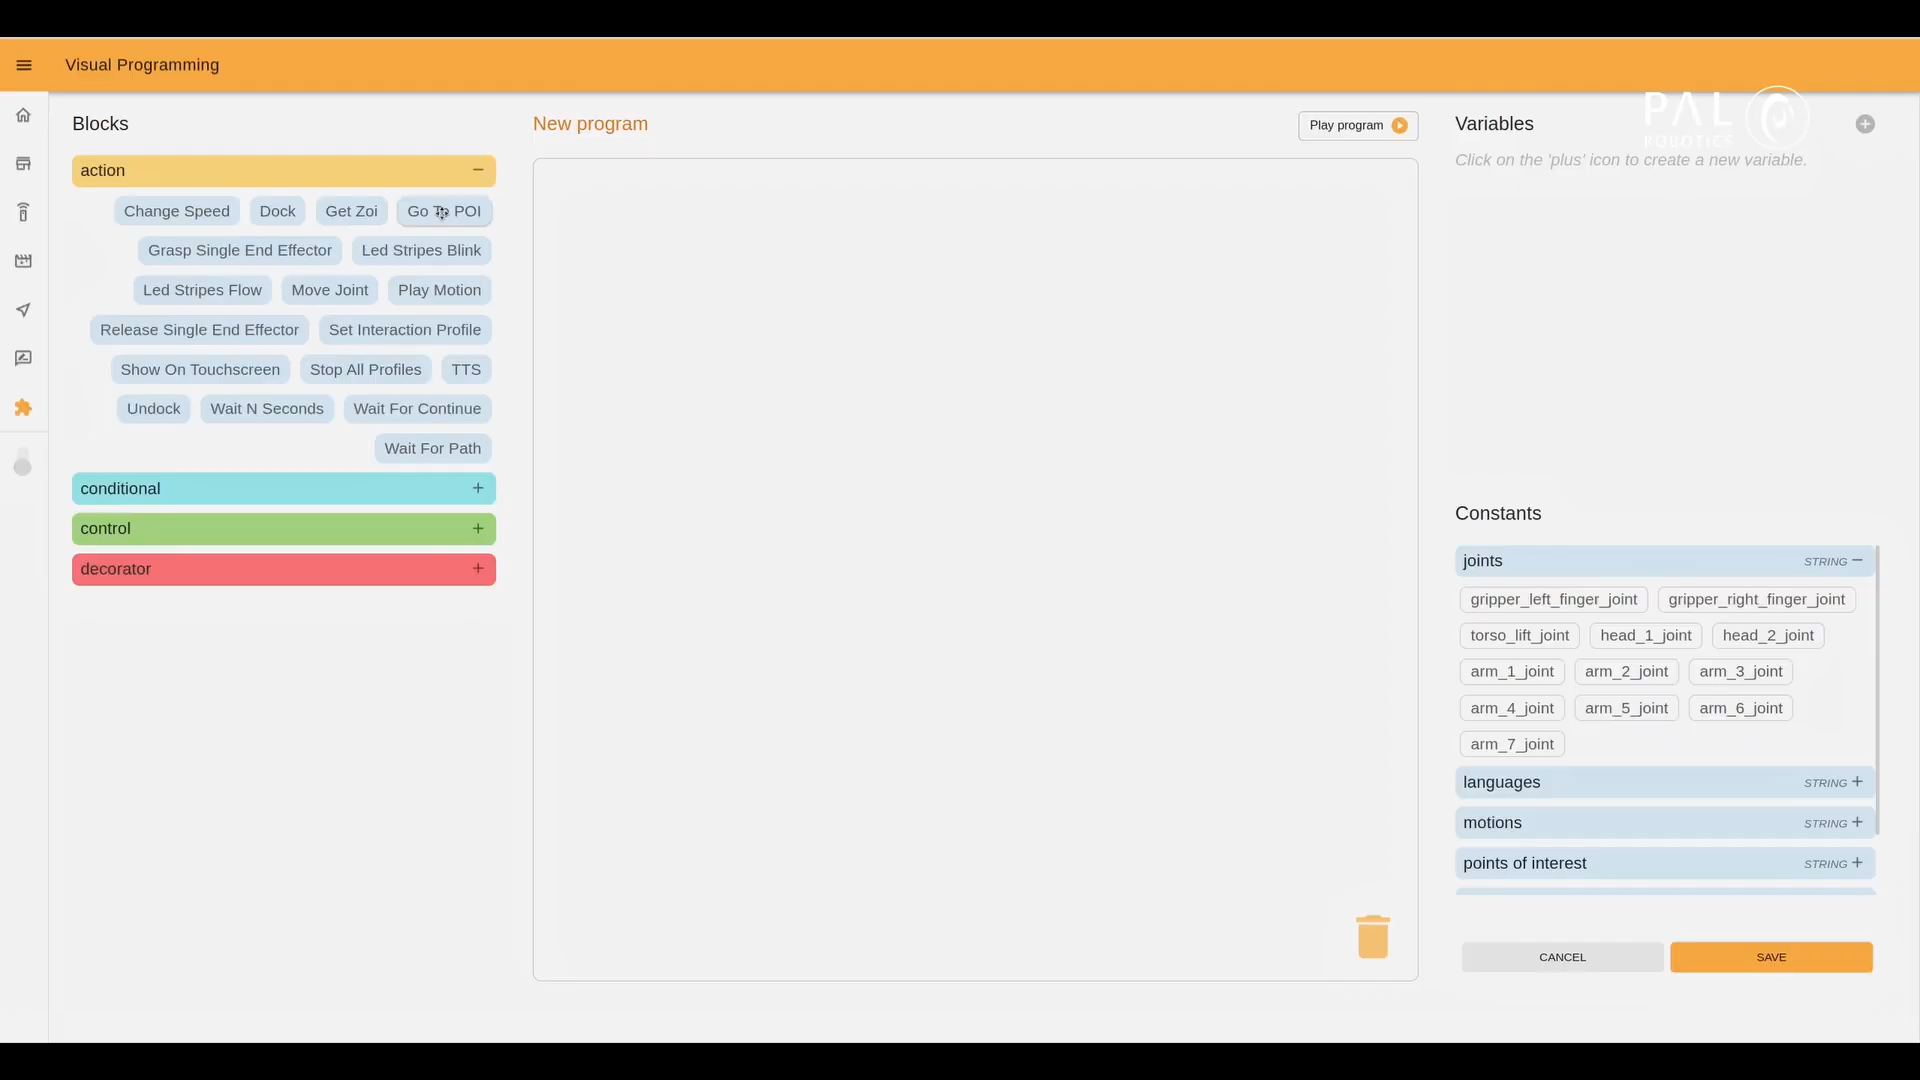 Visual Programming
PAL
ROBOTICS
Blocks
New program
Play program
Variables
Click on the 'plus' icon to create a new variable.
action
Change Speed
Dock
Get Zoi
Go To POI
Grasp Single End Effector
Led Stripes Blink
Led Stripes Flow
Move Joint
Play Motion
Release Single End Effector
Set Interaction Profile
Show On Touchscreen
Stop All Profiles
TTS
Undock
Wait N Seconds
Wait For Continue
Wait For Path
conditional
control
decorator
Constants
joints STRING
gripper_left_finger_joint
gripper_right_finger_joint
torso_lift_joint
head_1_joint
head_2_joint
arm_1_joint
arm_2_joint
arm_3_joint
arm_4_joint
arm_5_joint
arm_6_joint
arm_7_joint
languages STRING
motions STRING
points of interest STRING
CANCEL
SAVE